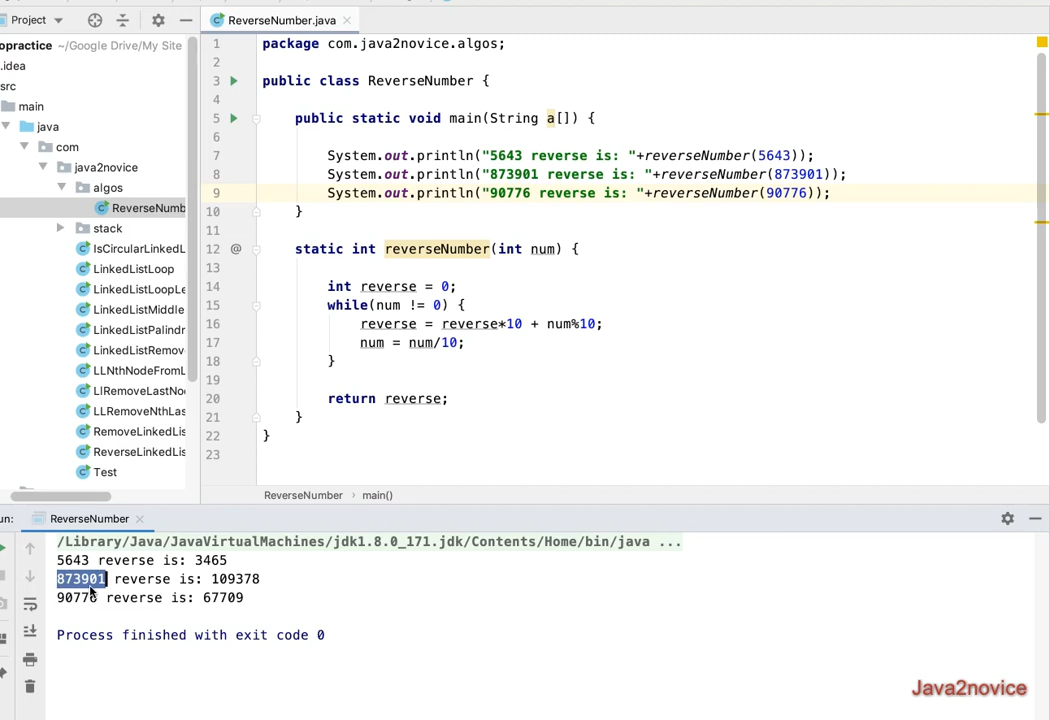 Project
ReverseNumber.java
opractice ~/Google Drive/My Site
.idea
src
main
java
com
java2novice
algos
ReverseNumb
stack
IsCircularLinkedL
LinkedListLoop
LinkedListLoopLe
LinkedListMiddle
LinkedListPalindr
LinkedListRemov
LLNthNodeFromL
LlRemoveLastNo
LLRemoveNthLas
RemoveLinkedLis
ReverseLinkedLis
Test
1 package com.java2novice.algos;
2
3 public class ReverseNumber {
4
5 public static void main(String a[]) {
6
7 System.out.println("5643 reverse is: "+reverseNumber(5643));
8 System.out.println("873901 reverse is: "+reverseNumber(873901));
9 System.out.println("90776 reverse is: "+reverseNumber(90776));
10 }
11
12 @ static int reverseNumber(int num) {
13
14 int reverse = 0;
15 while(num != 0) {
16 reverse = reverse*10 + num%10;
17 num = num/10;
18 }
19
20 return reverse;
21 }
22 }
23
ReverseNumber › main()
un: ReverseNumber
/Library/Java/JavaVirtualMachines/jdk1.8.0_171.jdk/Contents/Home/bin/java ...
5643 reverse is: 3465
873901 reverse is: 109378
90776 reverse is: 67709
Process finished with exit code 0
Java2novice